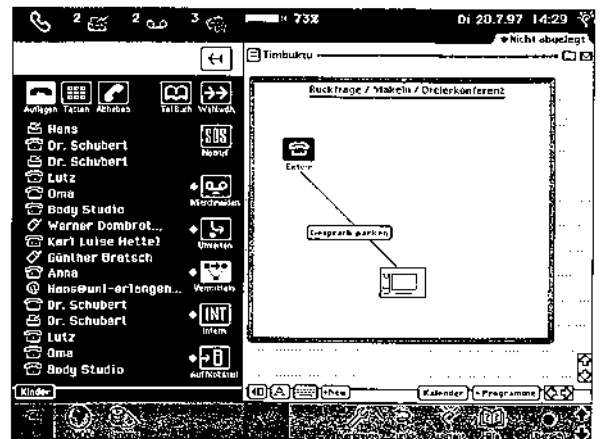 2 2 3 73% Di 20.7.97 14:29
Nicht abgelegt
Timbuktu
Rückfrage / Makeln / Dreierkonferenz
Auflegen Tasten Abheben Tel Buch Wahlwdh.
Hans
Dr. Schubert
Dr. Schubert
Lutz
Oma
Body Studio
Werner Dombrot...
Karl Luise Hettel
Günther Bratsch
Anna
Hans@uni-erlangen...
Dr. Schubert
Dr. Schubert
Lutz
Oma
Body Studio
SOS
Notruf
Mitschneiden
Umleiten
Vermitteln
INT
Intern
Auf Notizzettel
Extern
Gespräch parken
Kinder
A
New
Kalender
Programme